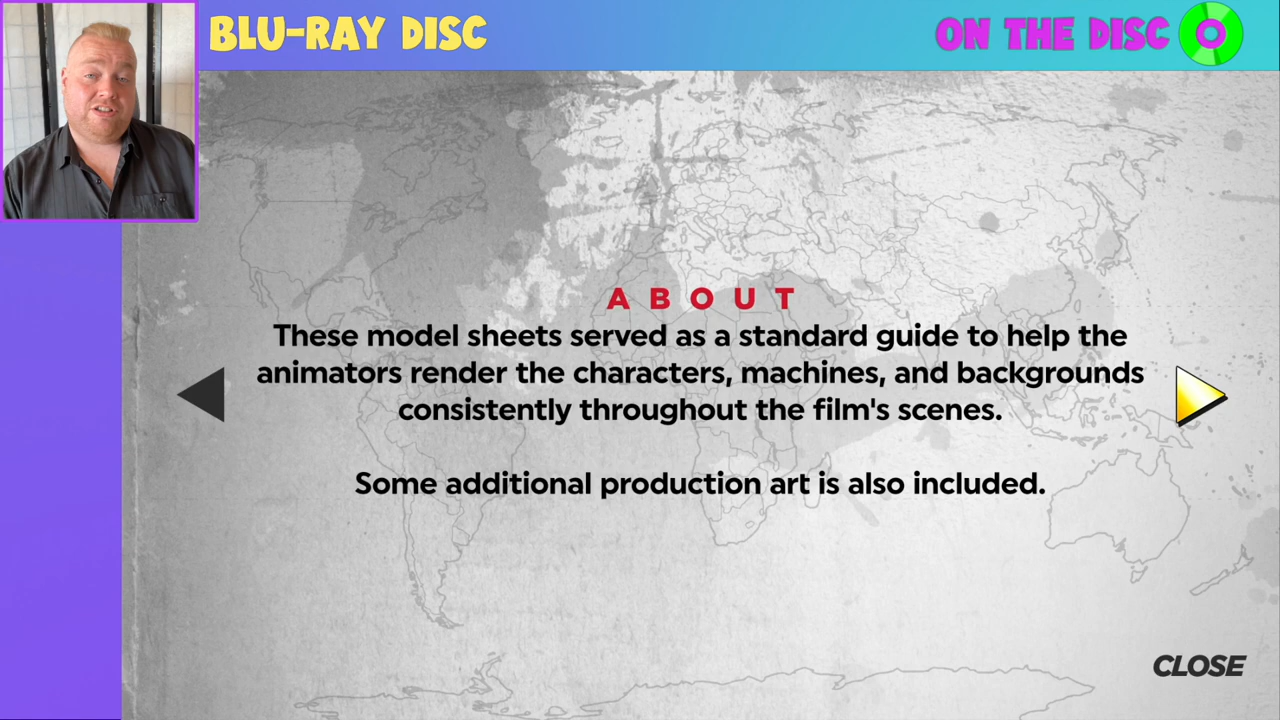 BLU-RAY DISC
ON THE DISC
ABOUT
These model sheets served as a standard guide to help the
animators render the characters, machines, and backgrounds
consistently throughout the film's scenes.
Some additional production art is also included.
CLOSE